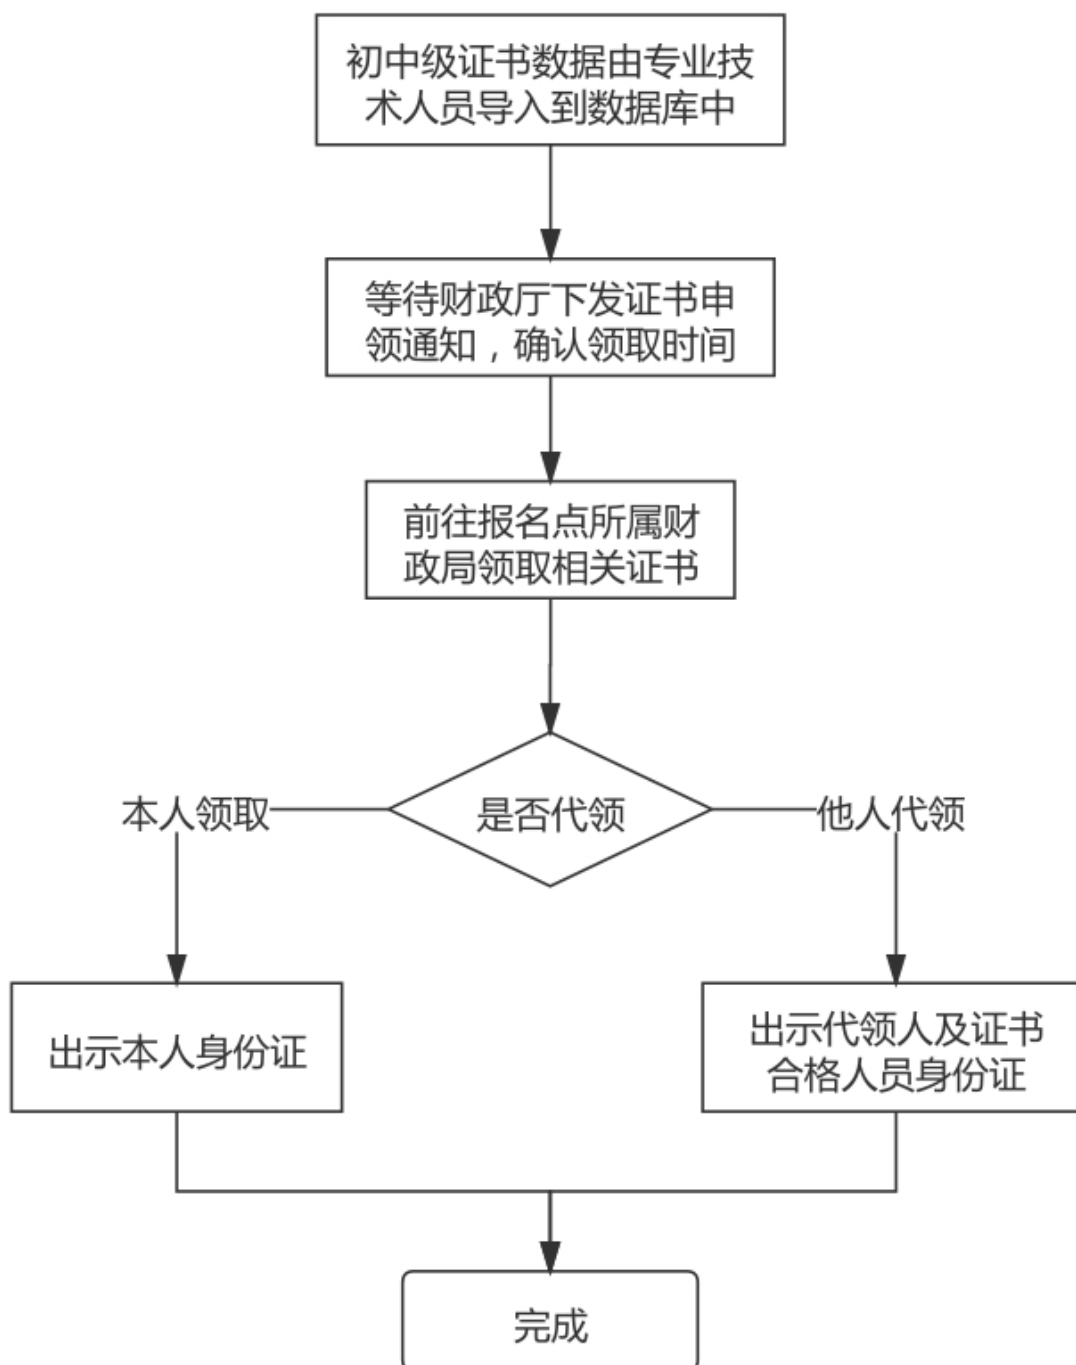 初中级证书数据由专业技
术人员导入到数据库中
等待财政厅下发证书申
领通知，确认领取时间
前往报名点所属财
政局领取相关证书
是否代领
本人领取
他人代领
出示本人身份证
出示代领人及证书
合格人员身份证
完成